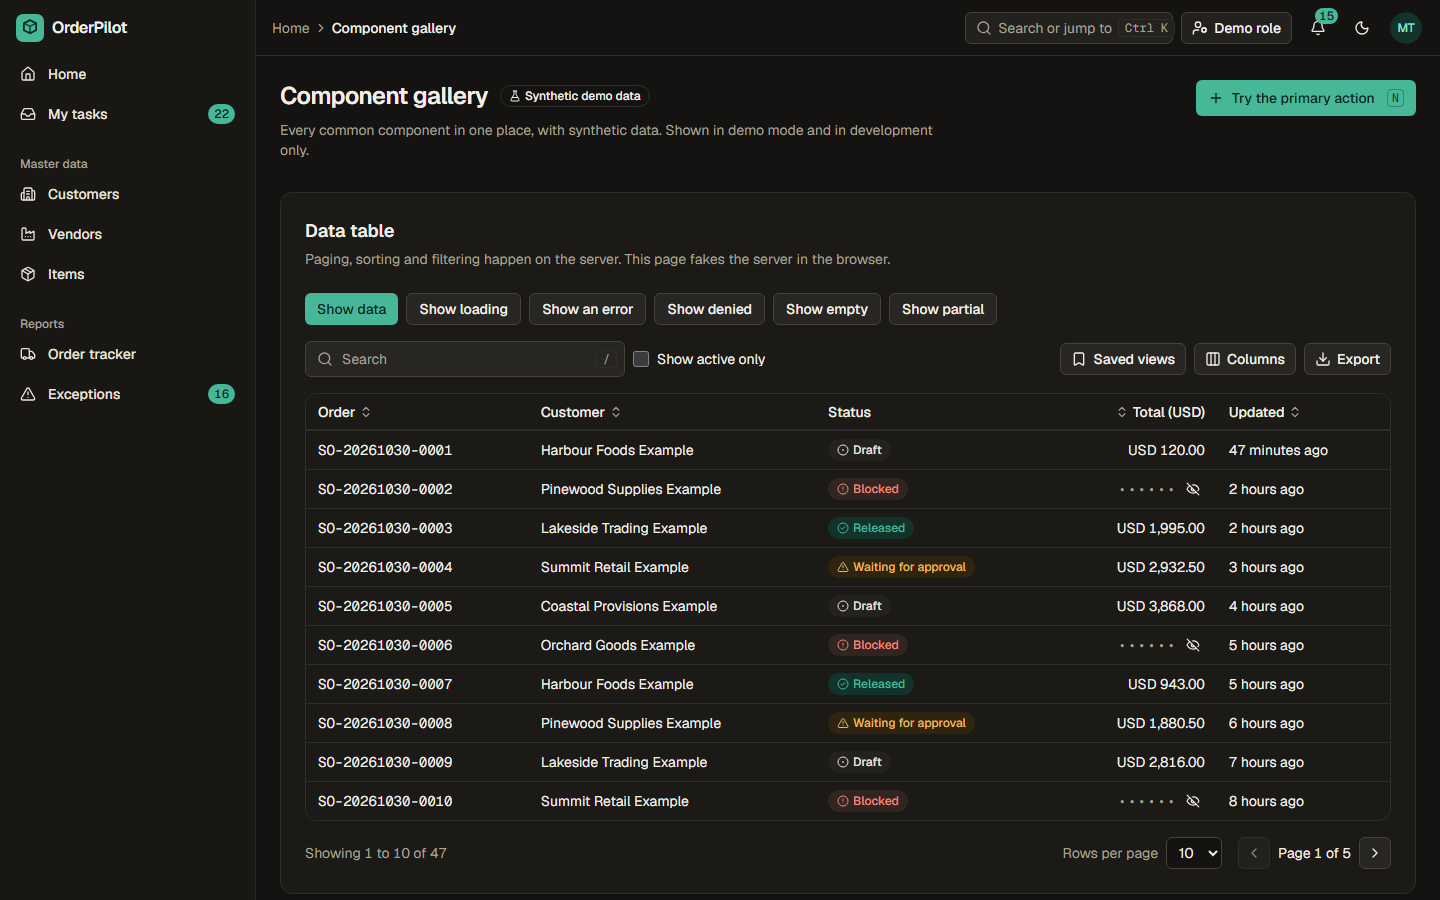 OrderPilot
Home
My tasks 22
Master data
Customers
Vendors
Items
Reports
Order tracker
Exceptions 16
Home > Component gallery
Search or jump to Ctrl K
Demo role
15
MT
Component gallery
Synthetic demo data
Try the primary action N
Every common component in one place, with synthetic data. Shown in demo mode and in development
only.
Data table
Paging, sorting and filtering happen on the server. This page fakes the server in the browser.
Show data Show loading Show an error Show denied Show empty Show partial
Search /
Show active only
Saved views Columns Export
Order Customer Status Total (USD) Updated
SO-20261030-0001 Harbour Foods Example Draft USD 120.00 47 minutes ago
SO-20261030-0002 Pinewood Supplies Example Blocked •••••• 2 hours ago
SO-20261030-0003 Lakeside Trading Example Released USD 1,995.00 2 hours ago
SO-20261030-0004 Summit Retail Example Waiting for approval USD 2,932.50 3 hours ago
SO-20261030-0005 Coastal Provisions Example Draft USD 3,868.00 4 hours ago
SO-20261030-0006 Orchard Goods Example Blocked •••••• 5 hours ago
SO-20261030-0007 Harbour Foods Example Released USD 943.00 5 hours ago
SO-20261030-0008 Pinewood Supplies Example Waiting for approval USD 1,880.50 6 hours ago
SO-20261030-0009 Lakeside Trading Example Draft USD 2,816.00 7 hours ago
SO-20261030-0010 Summit Retail Example Blocked •••••• 8 hours ago
Showing 1 to 10 of 47
Rows per page 10
Page 1 of 5